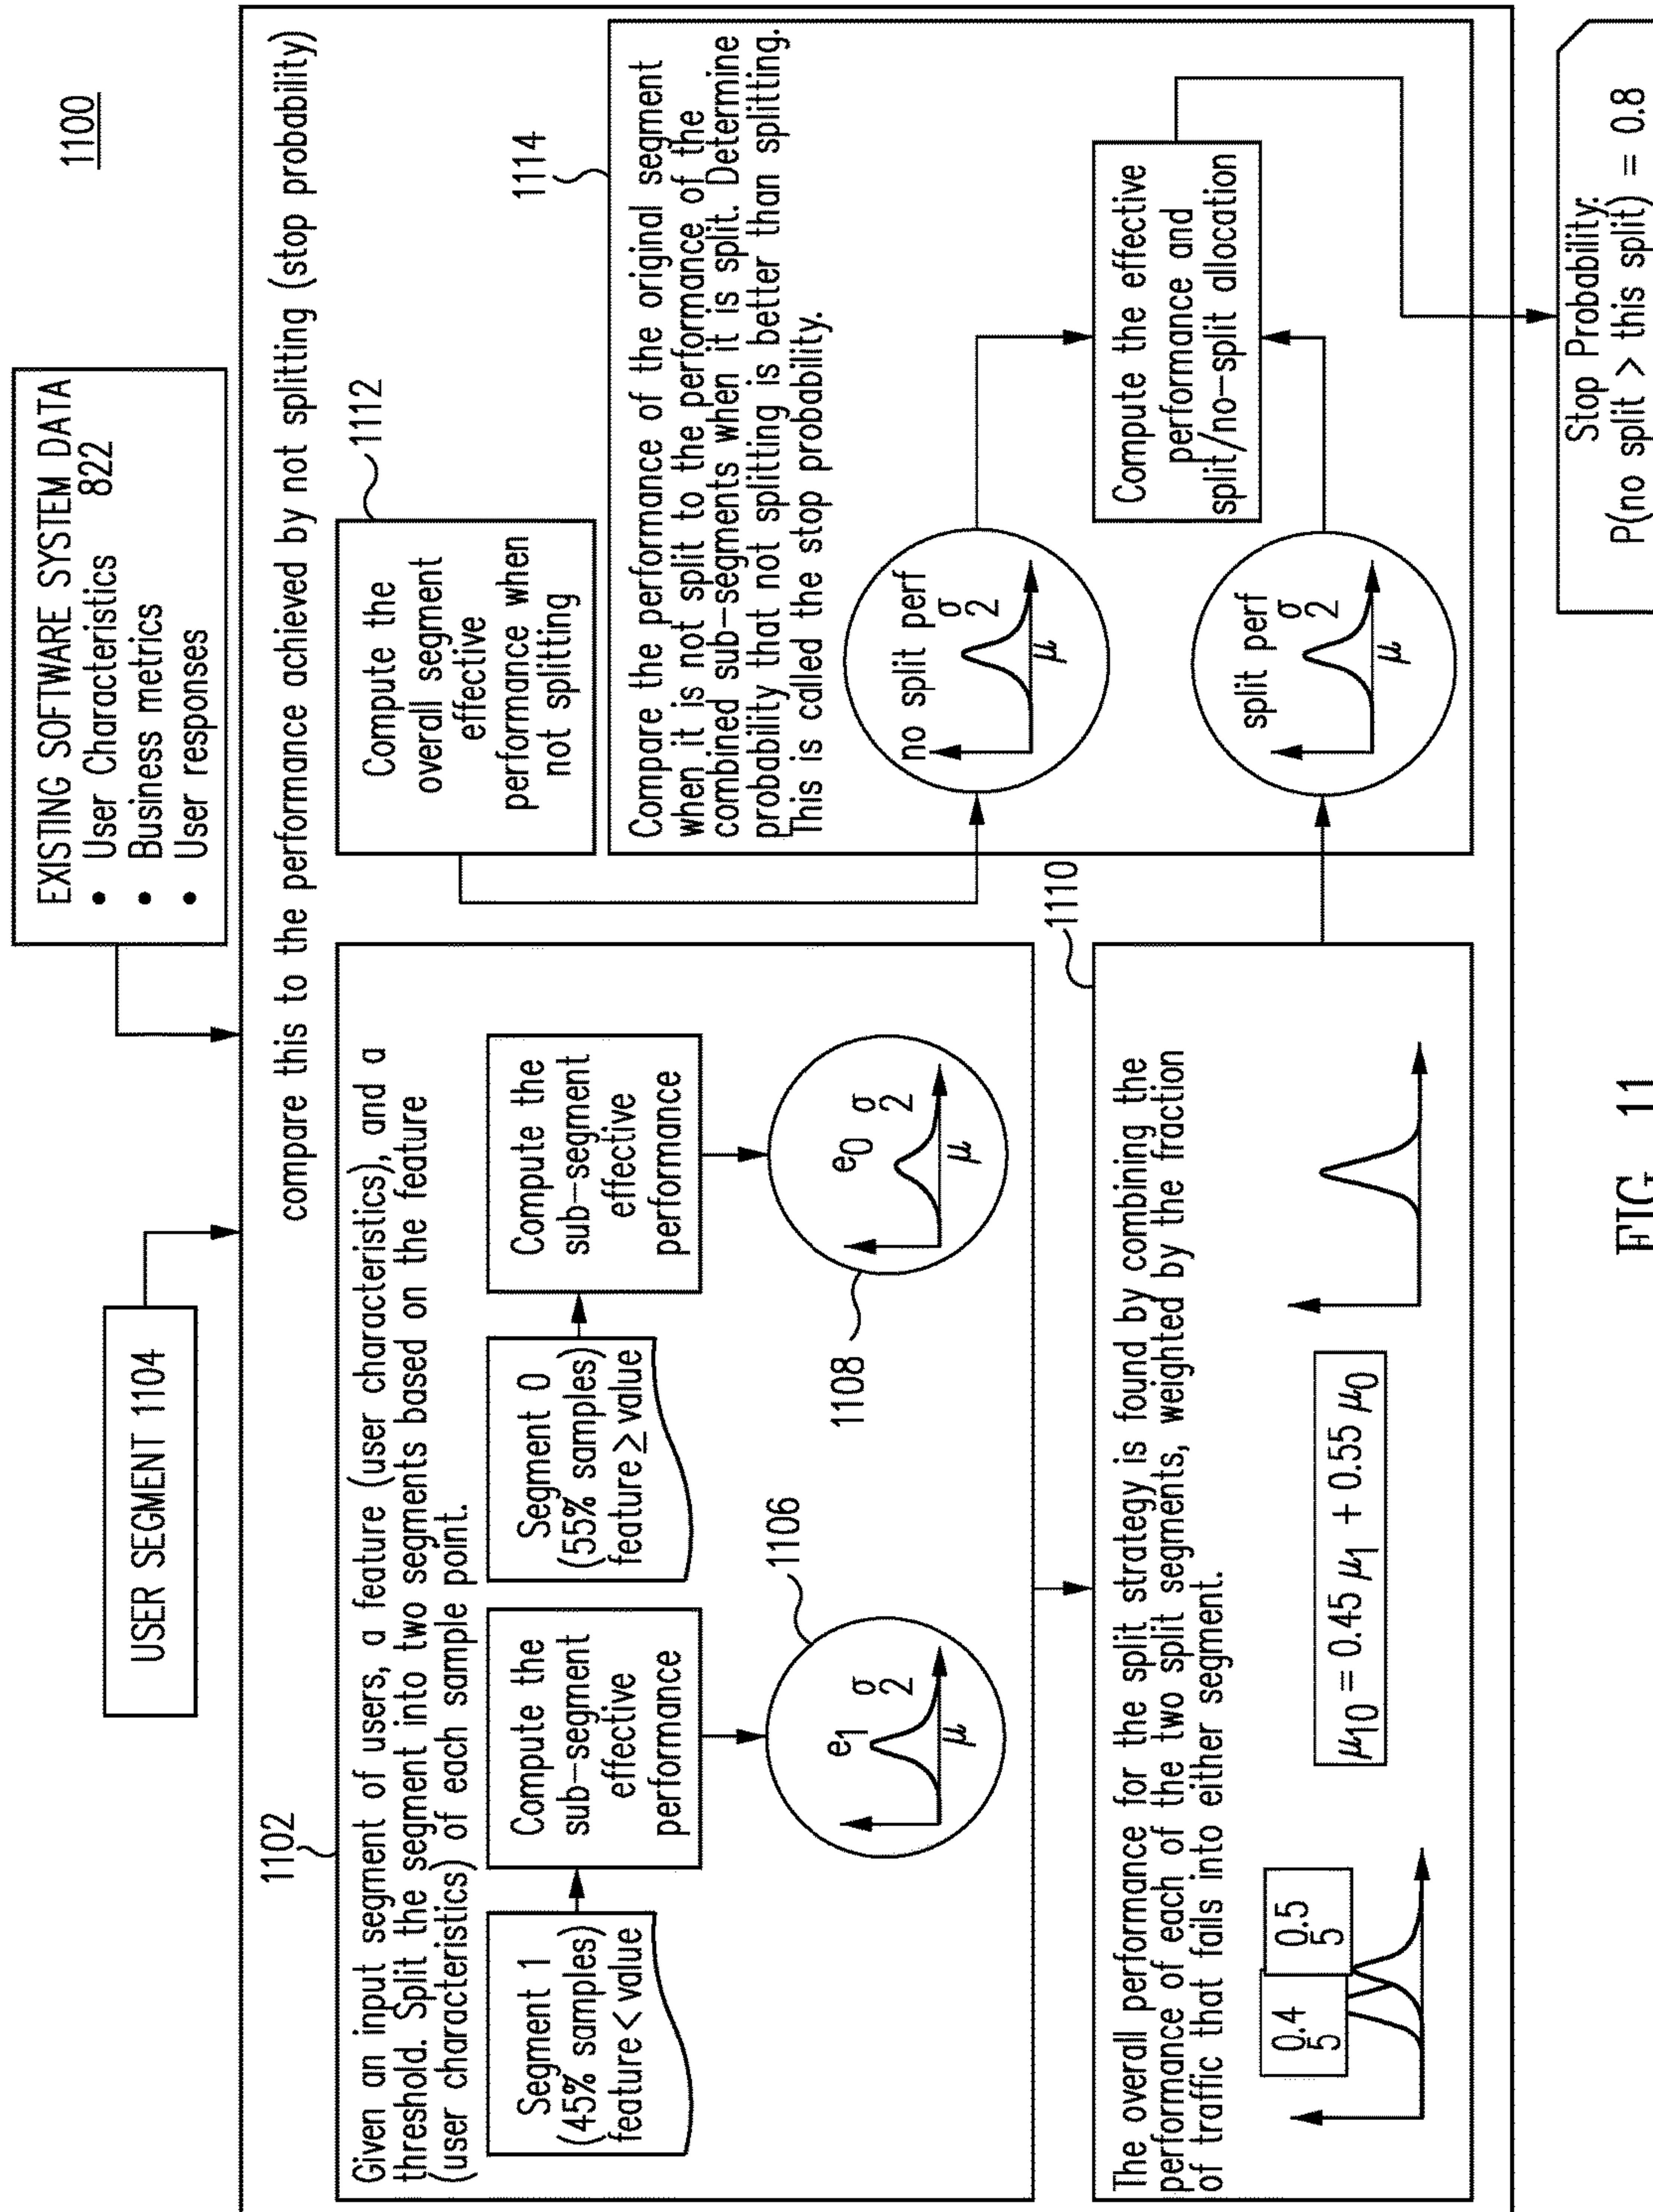 1100
USER SEGMENT 1104
EXISTING SOFTWARE SYSTEM DATA
• User Characteristics 822
• Business metrics
• User responses
compare this to the performance achieved by not splitting (stop probability)
1102
Given an input segment of users, a feature (user characteristics), and a
threshold. Split the segment into two segments based on the feature
(user characteristics) of each sample point.
Segment 1
(45% samples)
feature < value
Compute the
sub-segment
effective
performance
Segment 0
(55% samples)
feature ≥ value
Compute the
sub-segment
effective
performance
e1
σ
2
μ
1106
e0
σ
2
μ
1108
1110
The overall performance for the split strategy is found by combining the
performance of each of the two split segments, weighted by the fraction
of traffic that fails into either segment.
0.4
5
0.5
5
μ10 = 0.45 μ1 + 0.55 μ0
1112
Compute the
overall segment
effective
performance when
not splitting
1114
Compare the performance of the original segment
when it is not split to the performance of the
combined sub-segments when it is split. Determine
probability that not splitting is better than splitting.
This is called the stop probability.
no split perf
σ
2
μ
split perf
σ
2
μ
Compute the effective
performance and
split/no-split allocation
Stop Probability:
P(no split > this split) = 0.8
FIG. 11